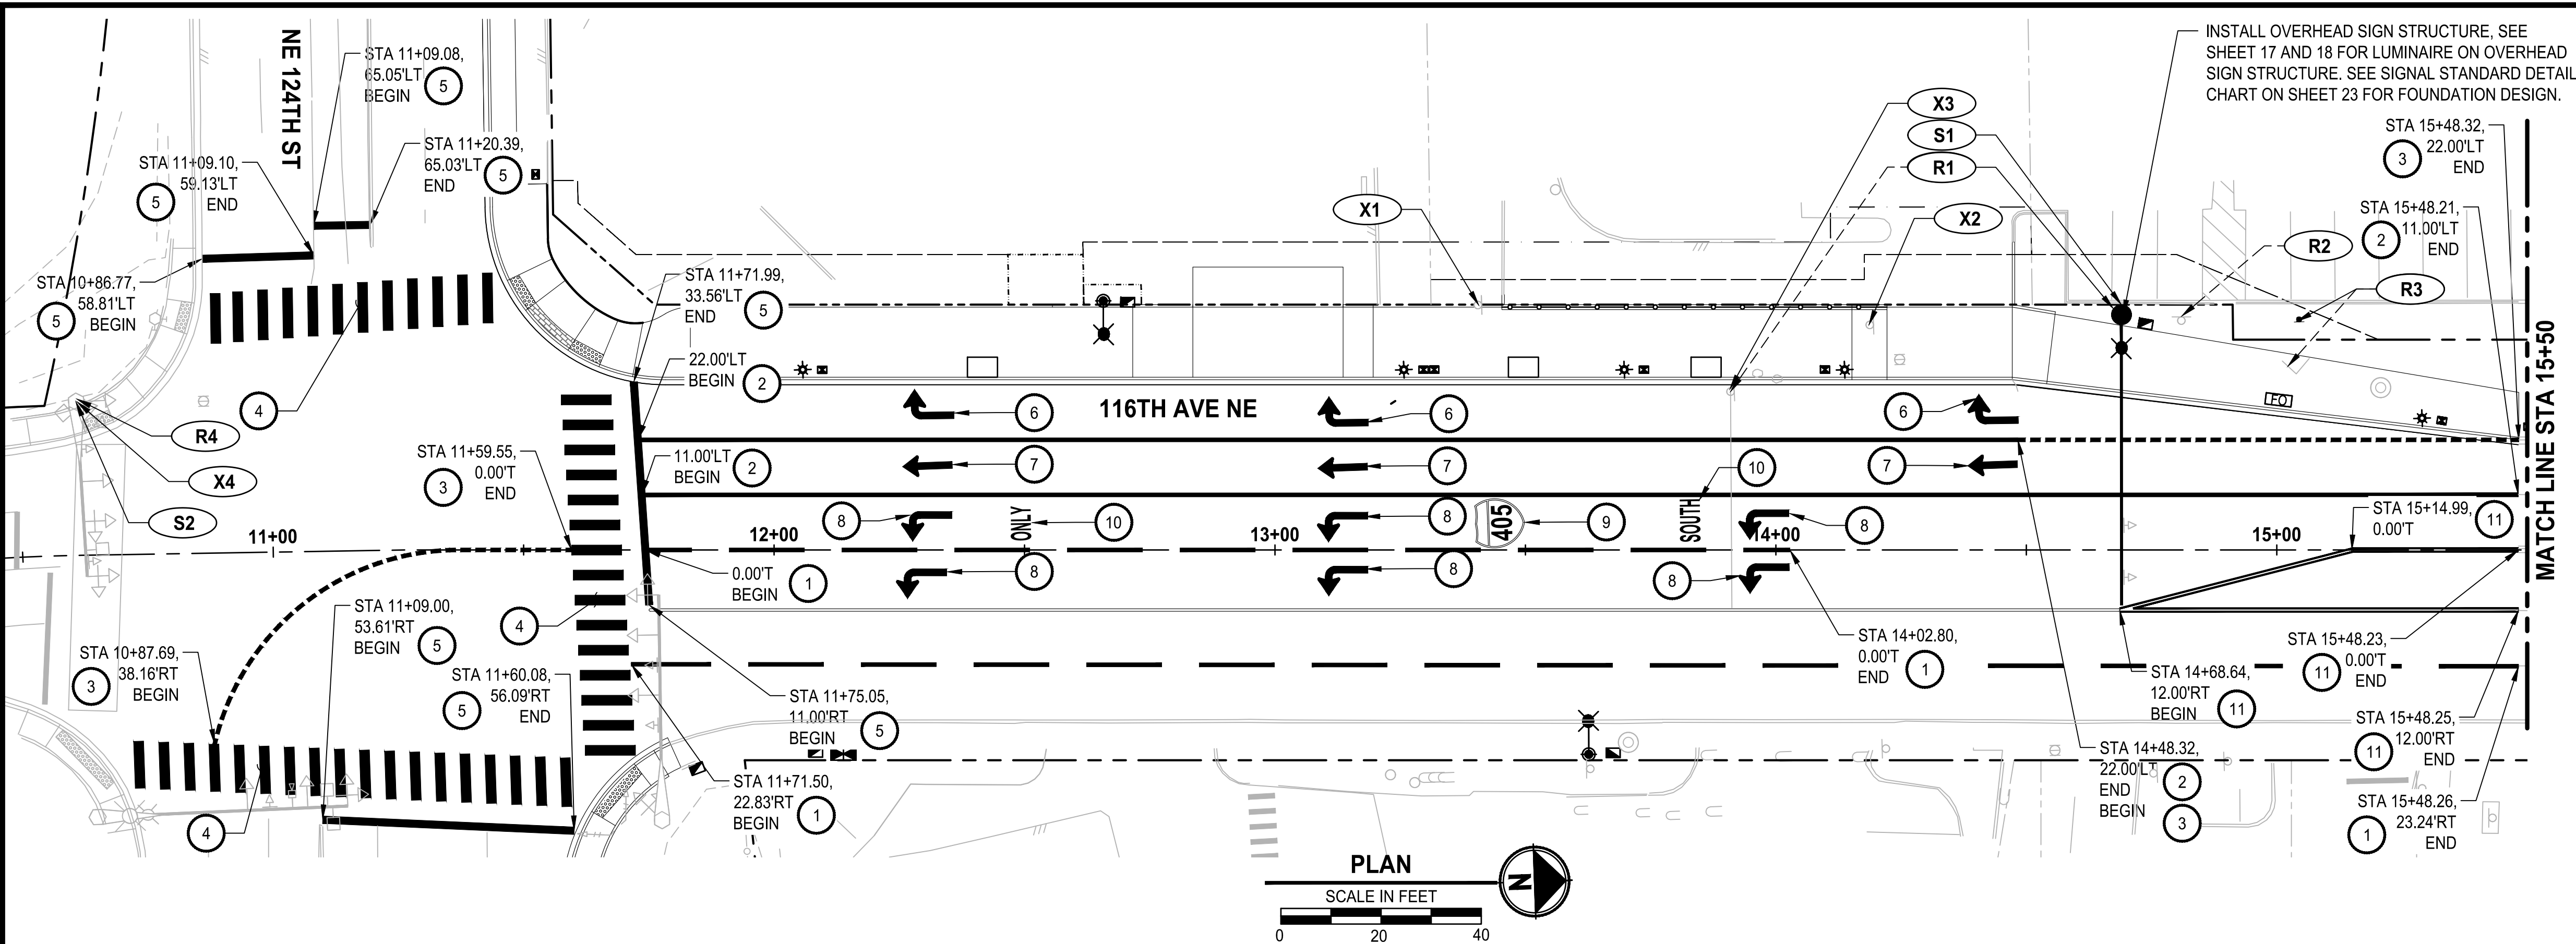 NE 124TH ST
STA 11+09.08,
65.05'LT
BEGIN
5
STA 11+20.39,
65.03'LT
END
5
STA 11+09.10,
59.13'LT
END
5
STA 10+86.77,
58.81'LT
BEGIN
5
4
R4
X4
S2
STA 11+59.55,
0.00'T
END
3
11+00
STA 11+71.99,
33.56'LT
END
5
22.00'LT
BEGIN
2
11.00'LT
BEGIN
2
0.00'T
BEGIN
1
116TH AVE NE
6
6
6
7
7
7
8
8
8
8
8
8
ONLY
10
405
9
SOUTH
10
12+00
13+00
14+00
15+00
X1
X3
S1
R1
X2
R2
R3
FO
INSTALL OVERHEAD SIGN STRUCTURE, SEE
SHEET 17 AND 18 FOR LUMINAIRE ON OVERHEAD
SIGN STRUCTURE. SEE SIGNAL STANDARD DETAIL
CHART ON SHEET 23 FOR FOUNDATION DESIGN.
STA 15+48.32,
22.00'LT
END
3
STA 15+48.21,
11.00'LT
END
2
MATCH LINE STA 15+50
STA 15+14.99,
0.00'T
11
STA 11+09.00,
53.61'RT
BEGIN
5
4
STA 10+87.69,
38.16'RT
BEGIN
3
STA 11+60.08,
56.09'RT
END
5
4
STA 11+75.05,
11.00'RT
BEGIN
5
STA 11+71.50,
22.83'RT
BEGIN
1
STA 14+02.80,
0.00'T
END
1
STA 14+68.64,
12.00'RT
BEGIN
11
STA 14+48.32,
22.00'LT
END
2
BEGIN
3
STA 15+48.23,
0.00'T
END
11
STA 15+48.25,
12.00'RT
END
11
STA 15+48.26,
23.24'RT
END
1
PLAN
SCALE IN FEET
0 20 40
N